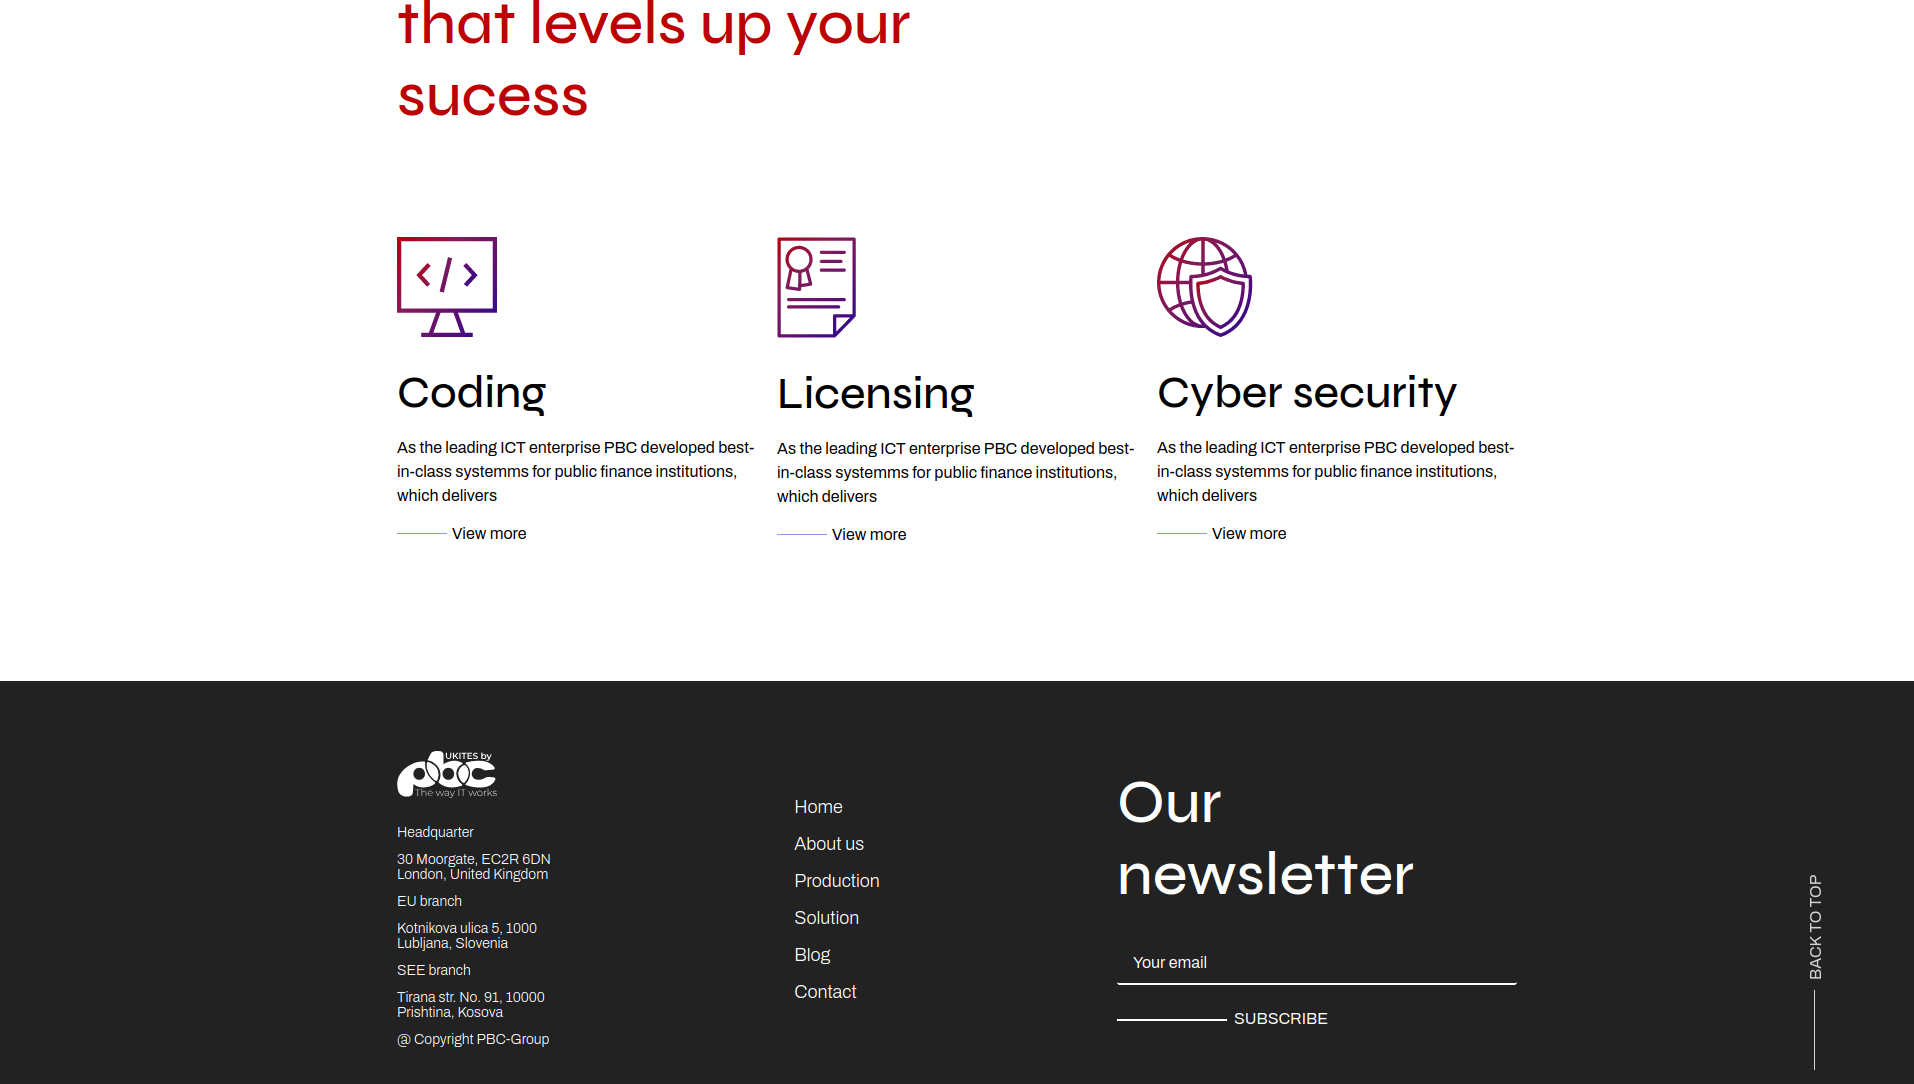 that levels up your
sucess
Coding
As the leading ICT enterprise PBC developed best-
in-class systemms for public finance institutions,
which delivers
View more
Licensing
As the leading ICT enterprise PBC developed best-
in-class systemms for public finance institutions,
which delivers
View more
Cyber security
As the leading ICT enterprise PBC developed best-
in-class systemms for public finance institutions,
which delivers
View more
UKITES by
pbc
The way IT works
Headquarter
30 Moorgate, EC2R 6DN
London, United Kingdom
EU branch
Kotnikova ulica 5, 1000
Lubljana, Slovenia
SEE branch
Tirana str. No. 91, 10000
Prishtina, Kosova
@ Copyright PBC-Group
Home
About us
Production
Solution
Blog
Contact
Our
newsletter
Your email
SUBSCRIBE
BACK TO TOP